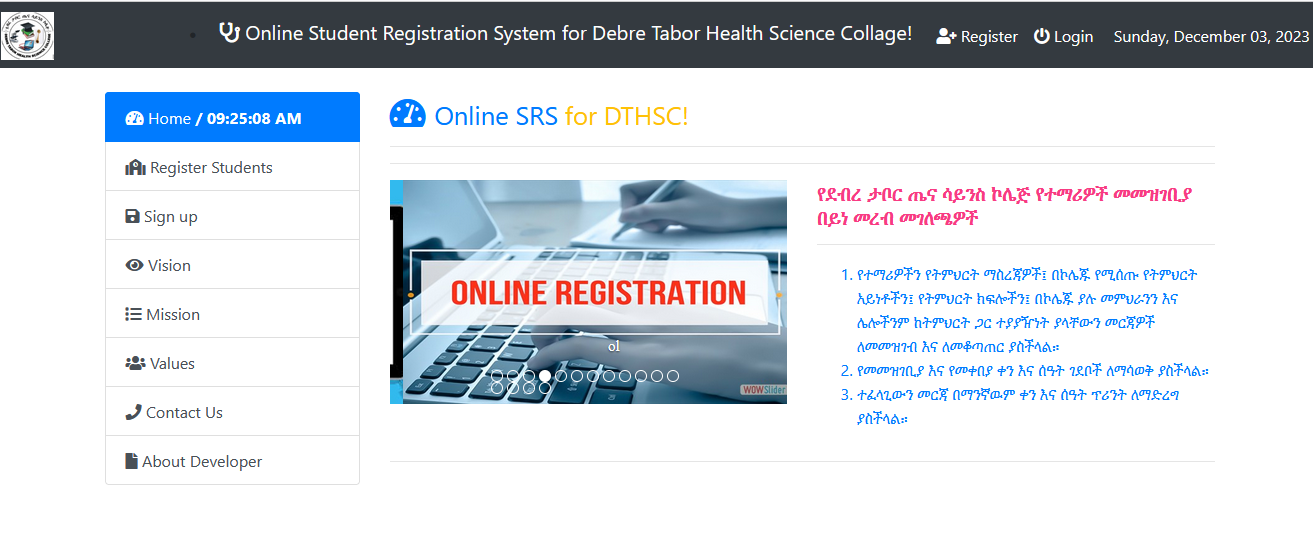 Online Student Registration System for Debre Tabor Health Science Collage!
Register
Login
Sunday, December 03, 2023
Home / 09:25:08 AM
Register Students
Sign up
Vision
Mission
Values
Contact Us
About Developer
Online SRS for DTHSC!
ONLINE REGISTRATION
ol
WOWSlider
የደብረ ታቦር ጤና ሳይንስ ኮሌጅ የተማሪዎች መመዝገቢያ
በይነ መረብ መገለጫዎች
1. የተማሪዎችን የትምህርት ማስረጃዎች፤ በኮሌጁ የሚሰጡ የትምህርት
አይነቶችን፤ የትምህርት ክፍሎችን፤ በኮሌጁ ያሉ መምህራንን እና
ሌሎችንም ከትምህርት ጋር ተያያዥነት ያላቸውን መርጃዎች
ለመመዝገብ እና ለመቆጣጠር ያስችላል።
2. የመመዝገቢያ እና የመቀበያ ቀን እና ሰዓት ገደቦች ለማሳወቅ ያስችላል።
3. ተፈላጊውን መርጃ በማንኛዉም ቀን እና ሰዓት ፕሪንት ለማድረግ
ያስችላል።